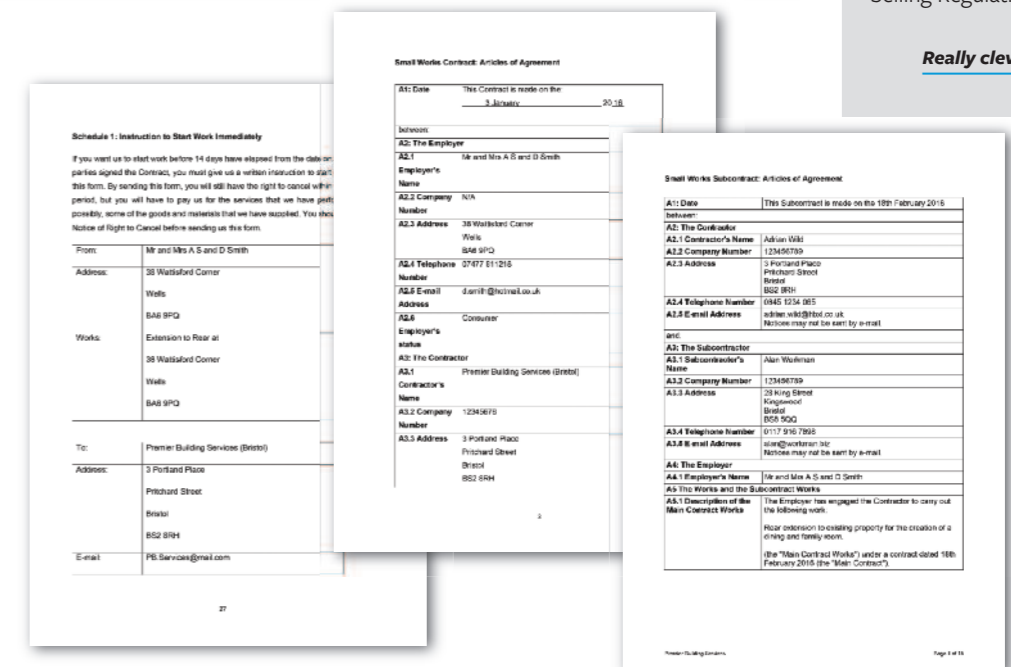 Selling Regulat
Really clev
Schedule 1: Instruction to Start Work Immediately
If you want us to start work before 14 days have elapsed from the date on
parties signed the Contract, you must give us a written instruction to start
this form. By sending this form, you will still have the right to cancel within
period, but you will have to pay us for the services that we have perf
possibly, some of the goods and materials that we have supplied. You shou
Notice of Right to Cancel before sending us this form.
From: Mr and Mrs A S and D Smith
Address: 38 Wattisford Corner
Wells
BA6 9PQ
Works: Extension to Rear at
38 Wattisford Corner
Wells
BA6 9PQ
To: Premier Building Services (Bristol)
Address: 3 Portland Place
Pritchard Street
Bristol
BS2 8RH
E-mail: PB.Services@mail.com
27
Small Works Contract: Articles of Agreement
A1: Date This Contract is made on the:
3 January 2016
between:
A2: The Employer
A2.1 Employer's Name Mr and Mrs A S and D Smith
A2.2 Company Number N/A
A2.3 Address 38 Wattisford Corner
Wells
BA6 9PQ
A2.4 Telephone Number
A2.5 E-mail Address d.smith@hotmail.co.uk
A2.6 Employer's status Consumer
A3: The Contractor
A3.1 Contractor's Name Premier Building Services (Bristol)
A3.2 Company Number 12345678
A3.3 Address 3 Portland Place
Pritchard Street
Bristol
BS2 8RH
2
Small Works Subcontract: Articles of Agreement
A1: Date This Subcontract is made on the 18th February 2016
between:
A2: The Contractor
A2.1 Contractor's Name Adrian Wild
A2.2 Company Number 123456789
A2.3 Address 3 Portland Place
Pritchard Street
Bristol
BS2 8RH
A2.4 Telephone Number 0845 1234 065
A2.5 E-mail Address adrian.wild@hbxl.co.uk
Notices may not be sent by e-mail
and.
A3: The Subcontractor
A3.1 Subcontractor's Name Alan Workman
A3.2 Company Number 123456789
A3.3 Address 28 King Street
Kingswood
Bristol
BS8 5QQ
A3.4 Telephone Number 0117 916 7898
A3.5 E-mail Address alan@workman.biz
Notices may not be sent by e-mail
A4: The Employer
A4.1 Employer's Name Mr and Mrs A S and D Smith
A5 The Works and the Subcontract Works
A5.1 Description of the Main Contract Works The Employer has engaged the Contractor to carry out
the following work.
Rear extension to existing property for the creation of a
dining and family room.
(the "Main Contract Works") under a contract dated 18th
February 2016 (the "Main Contract").
Premier Building Services